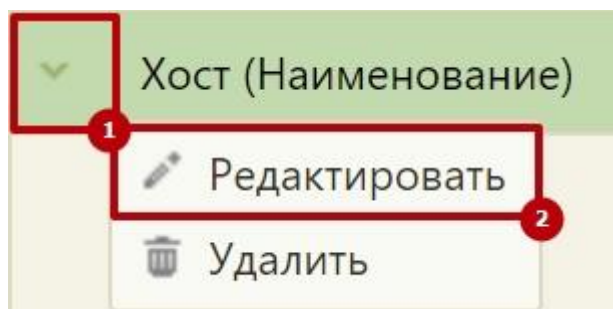 Хост (Наименование)
1
Редактировать
2
Удалить